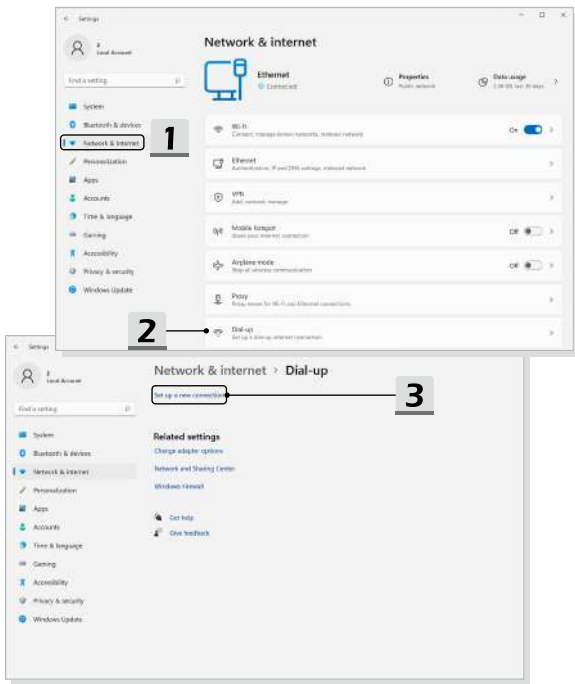 Settings
Local Account
Find a setting
System
Bluetooth & devices
Network & internet
Personalization
Apps
Accounts
Time & language
Gaming
Accessibility
Privacy & security
Windows Update
1
Network & internet
Ethernet
Connected
Properties
Public network
Data usage
Wi-Fi
Connect, manage known networks, metered network
On
Ethernet
Authentication, IP and DNS settings, metered network
VPN
Add, connect, manage
Mobile hotspot
Share your internet connection
Off
Airplane mode
Stop all wireless communication
Off
Proxy
Proxy server for Wi-Fi and Ethernet connections
Dial-up
Set up a dial-up internet connection
2
Settings
Local Account
Find a setting
System
Bluetooth & devices
Network & internet
Personalization
Apps
Accounts
Time & language
Gaming
Accessibility
Privacy & security
Windows Update
Network & internet > Dial-up
Set up a new connection
3
Related settings
Change adapter options
Network and Sharing Center
Windows Firewall
Get help
Give feedback